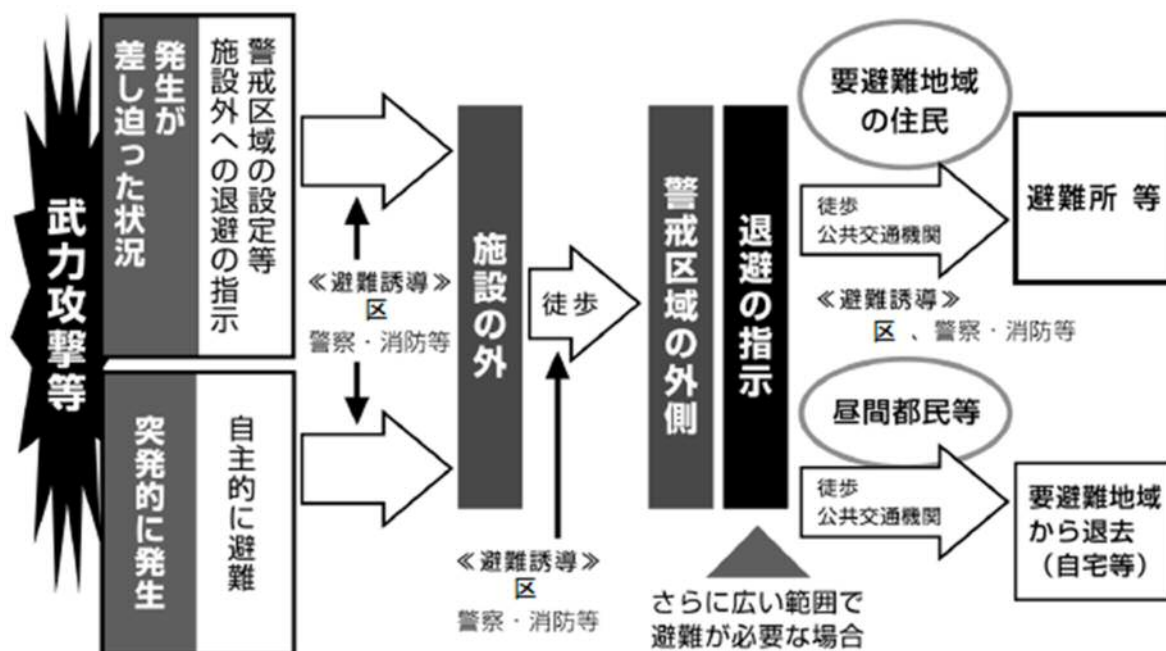 武力攻撃等
発生が
差し迫った状況
警戒区域の設定等
施設外への退避の指示
突発的に発生
自主的に避難
≪避難誘導≫
区
警察・消防等
施設の外
徒歩
≪避難誘導≫
区
警察・消防等
警戒区域の外側
退避の指示
さらに広い範囲で
避難が必要な場合
要避難地域
の住民
徒歩
公共交通機関
≪避難誘導≫
区 、警察・消防等
避難所 等
昼間都民等
徒歩
公共交通機関
要避難地域
から退去
（自宅等）